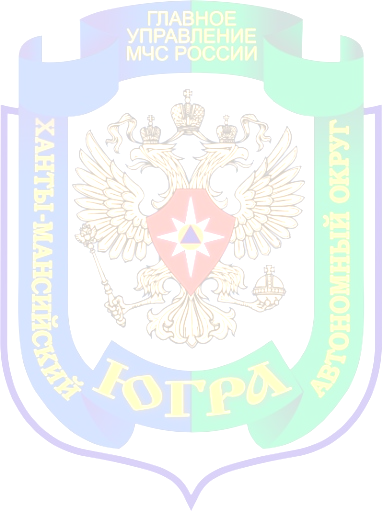 ГЛАВНОЕ
УПРАВЛЕНИЕ
МЧС РОССИИ
ХАНТЫ-МАНСИЙСКИЙ
АВТОНОМНЫЙ ОКРУГ
ЮГРА